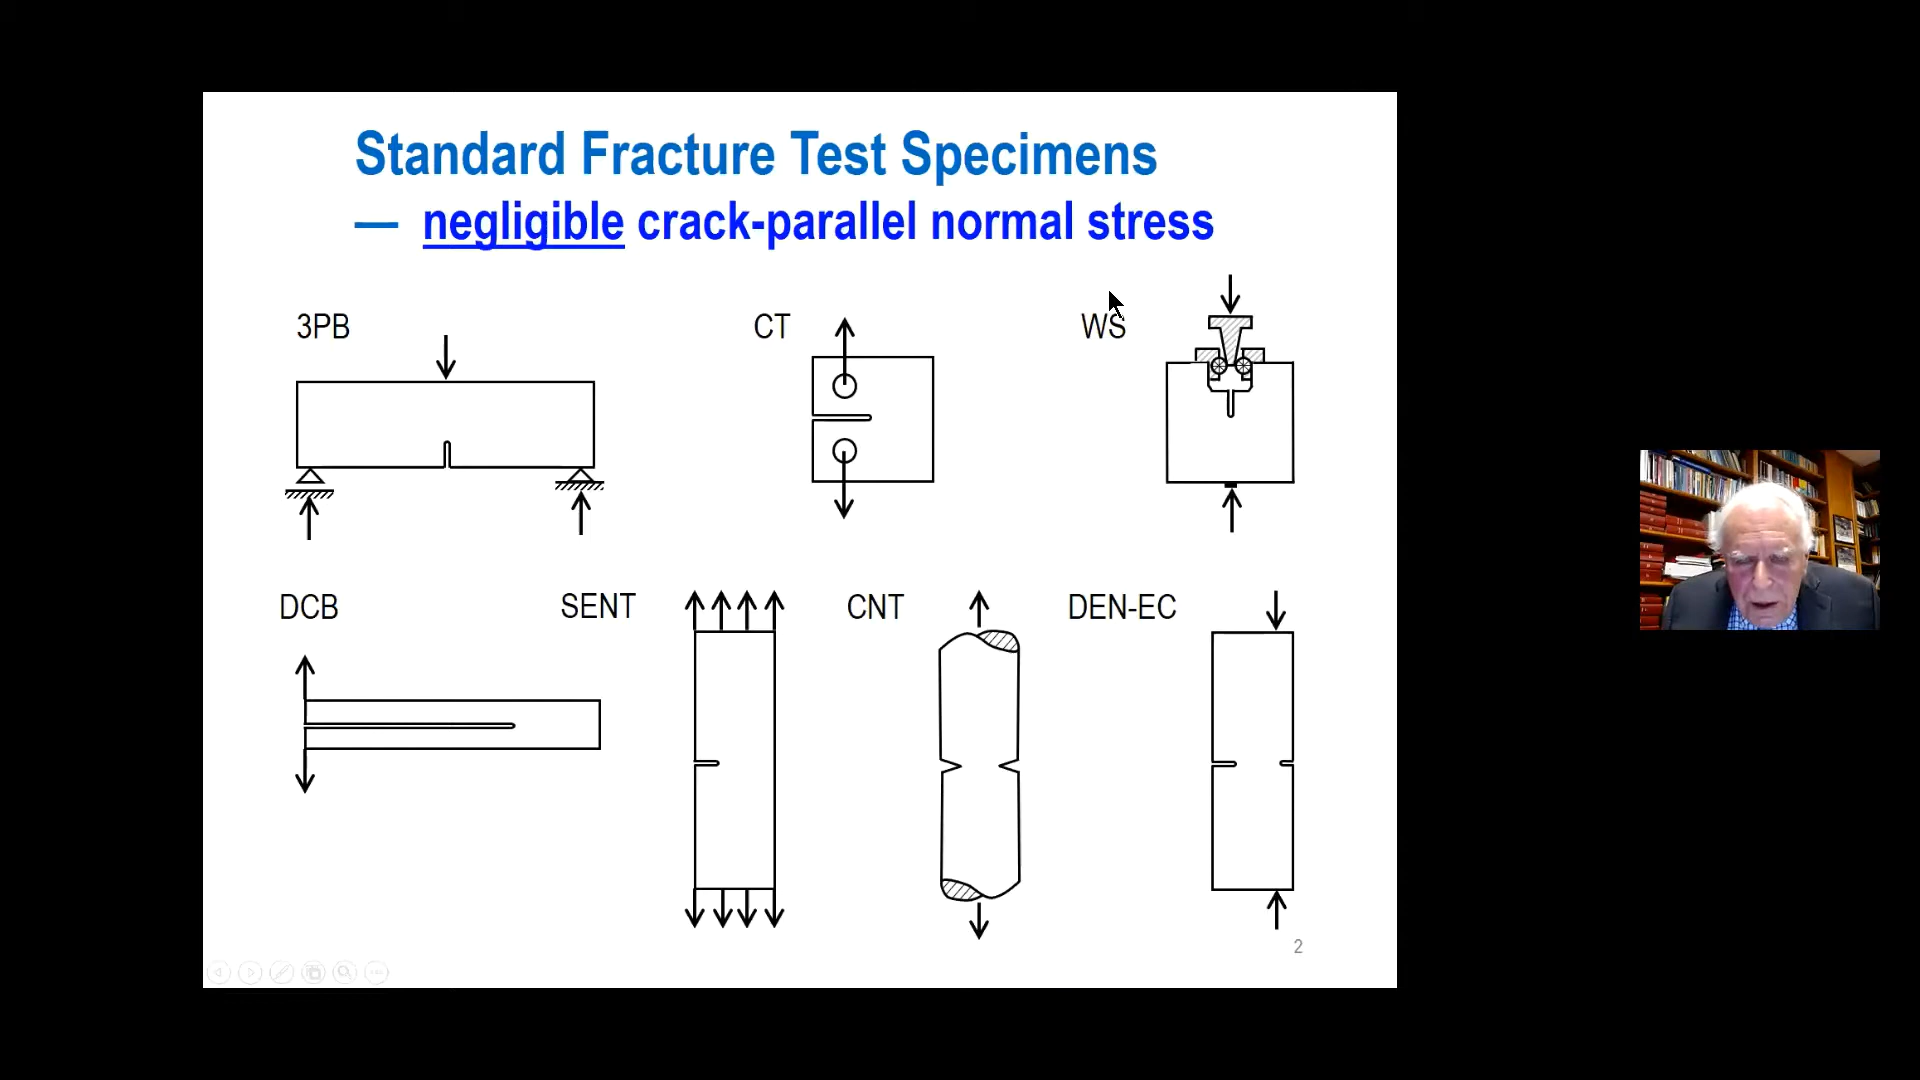 Standard Fracture Test Specimens
— negligible crack-parallel normal stress
3PB
CT
WS
DCB
SENT
CNT
DEN-EC
2